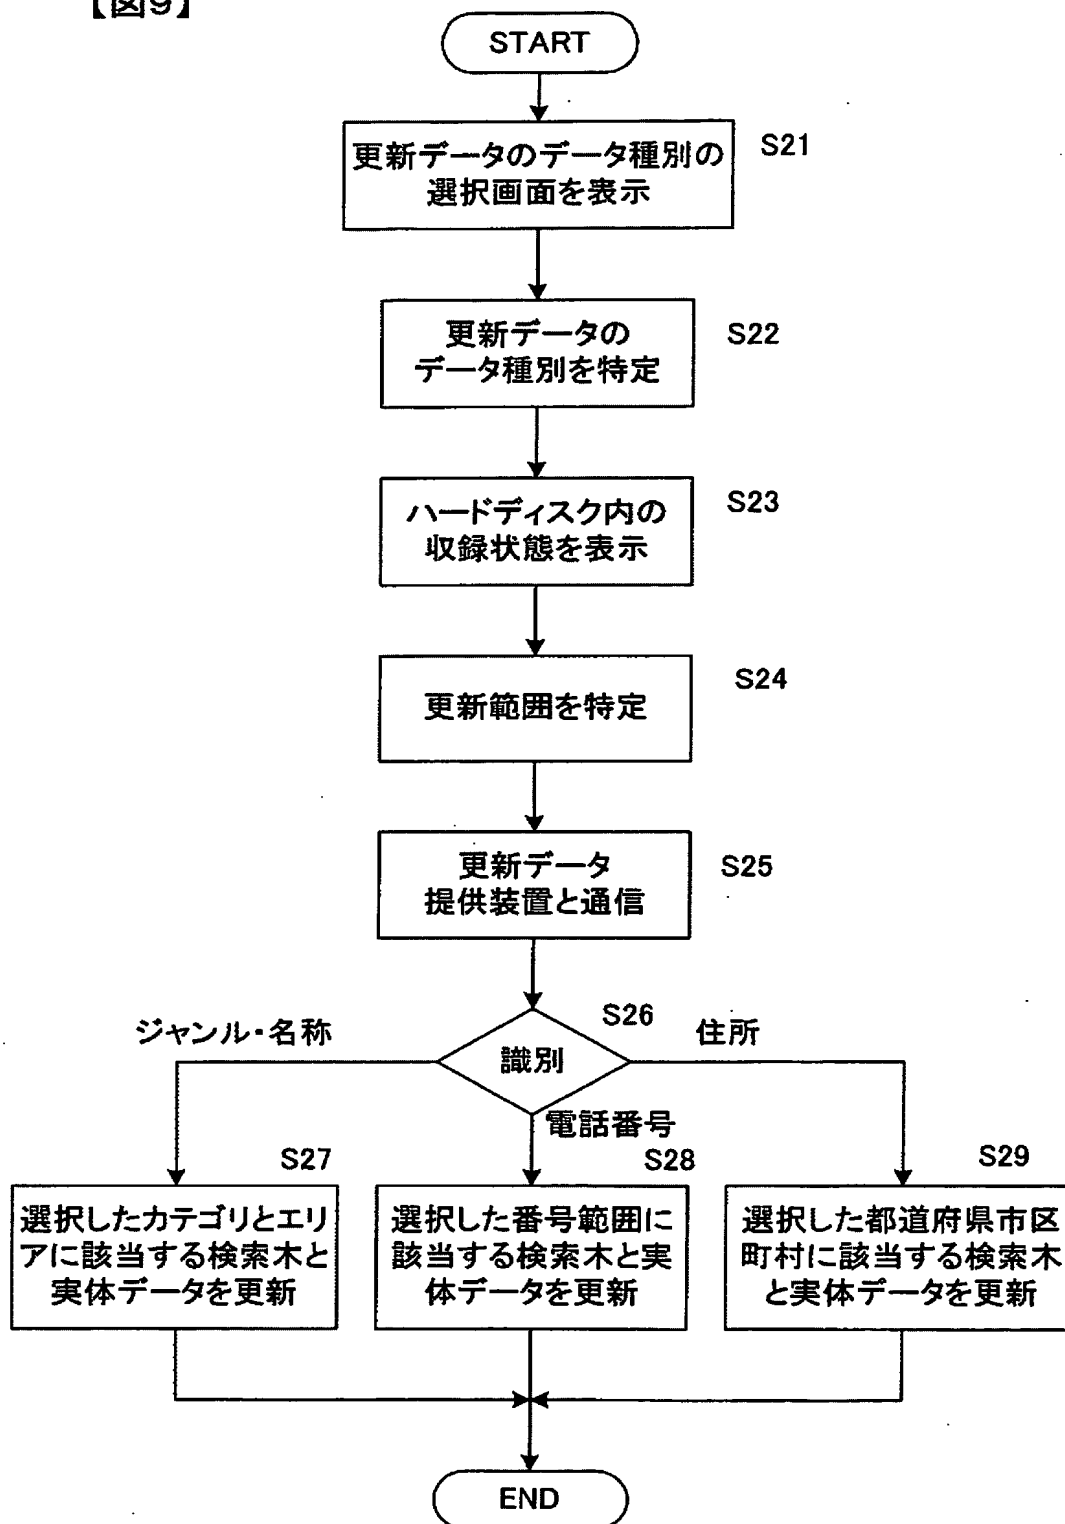 【図9】
START
更新データのデータ種別の
選択画面を表示
S21
更新データの
データ種別を特定
S22
ハードディスク内の
収録状態を表示
S23
更新範囲を特定
S24
更新データ
提供装置と通信
S25
識別
S26
ジャンル・名称
電話番号
住所
S27
選択したカテゴリとエリ
アに該当する検索木と
実体データを更新
S28
選択した番号範囲に
該当する検索木と実
体データを更新
S29
選択した都道府県市区
町村に該当する検索木
と実体データを更新
END